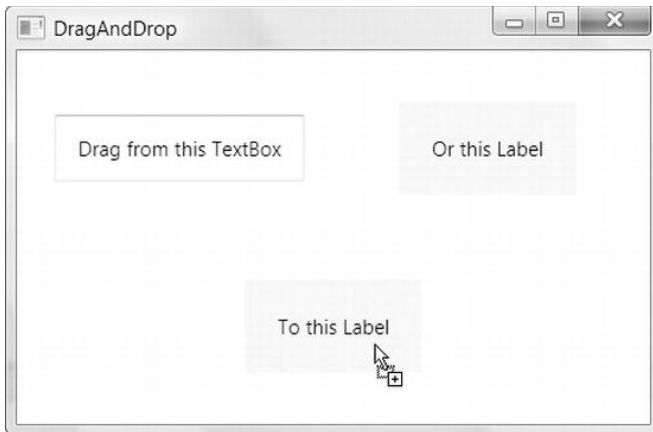 DragAndDrop
Drag from this TextBox
Or this Label
To this Label